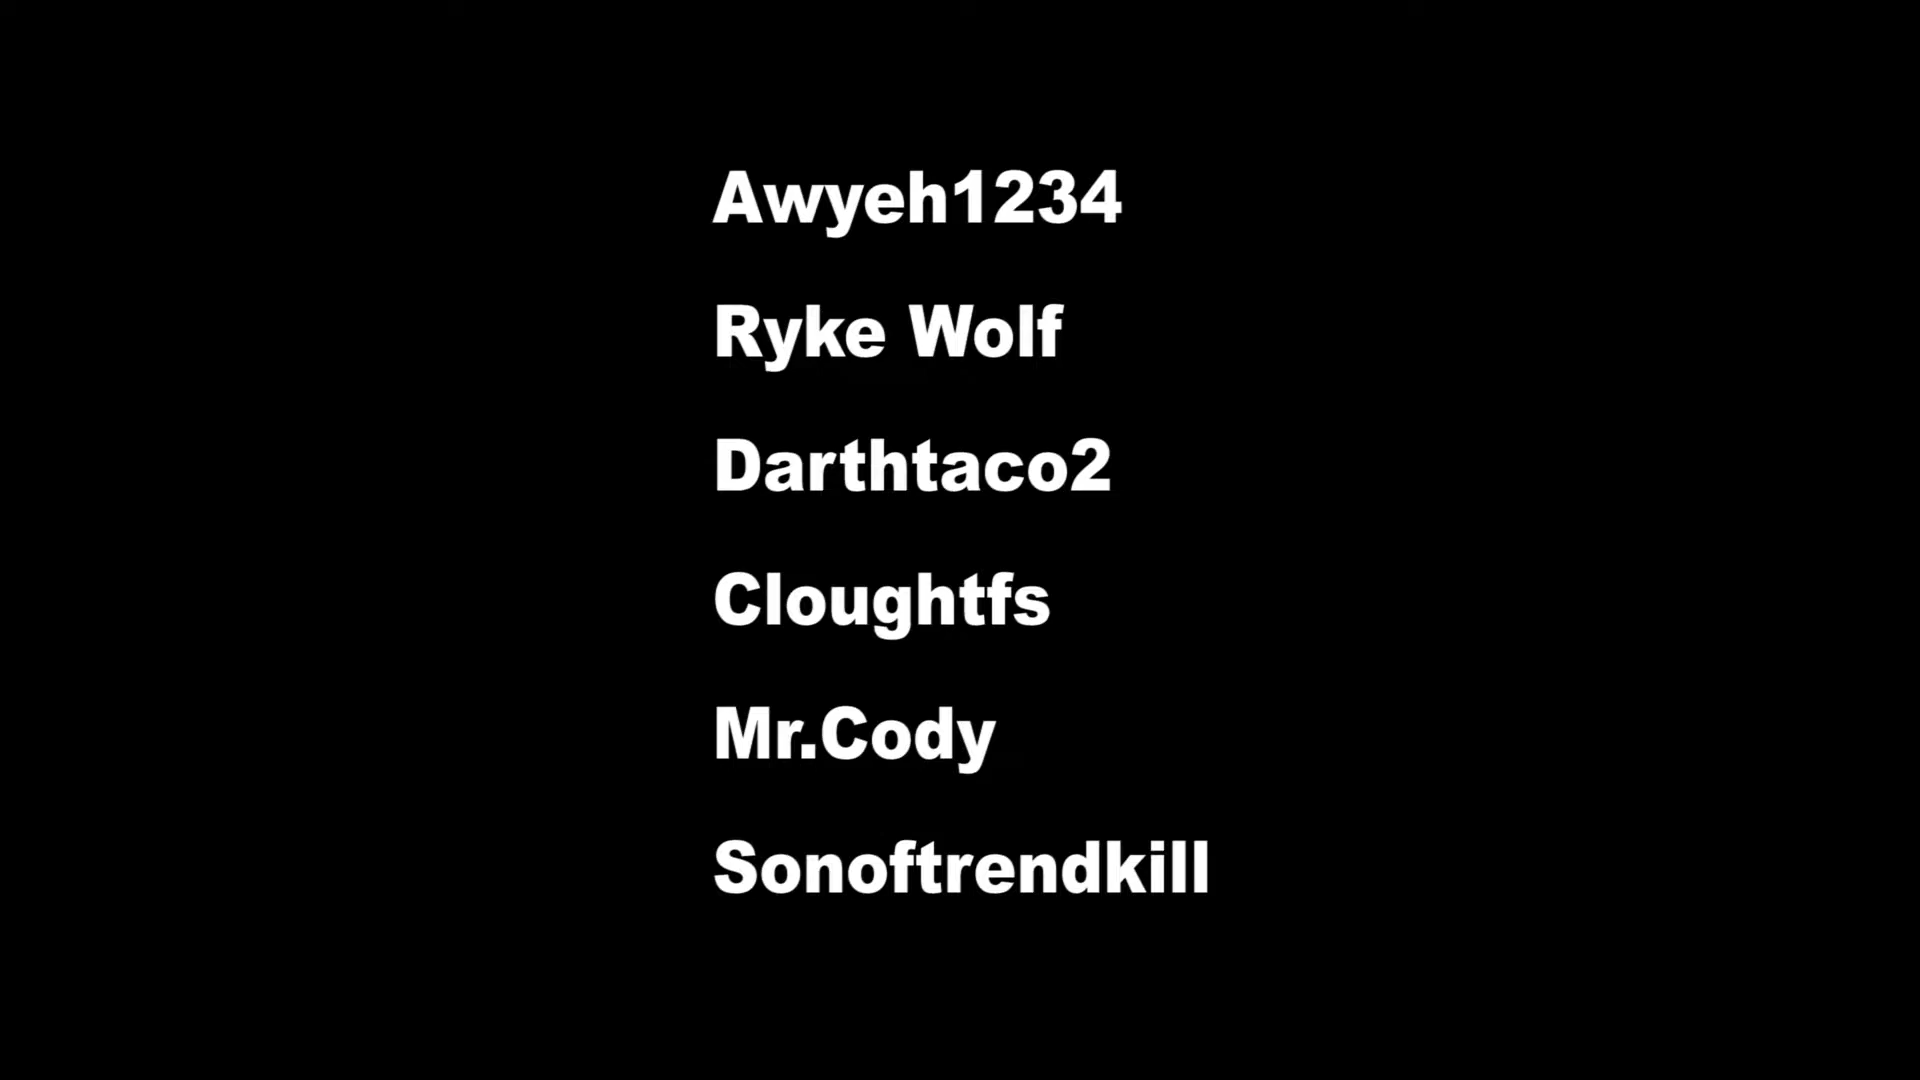 Awyeh1234
Ryke Wolf
Darthtaco2
Cloughtfs
Mr.Cody
Sonoftrendkill